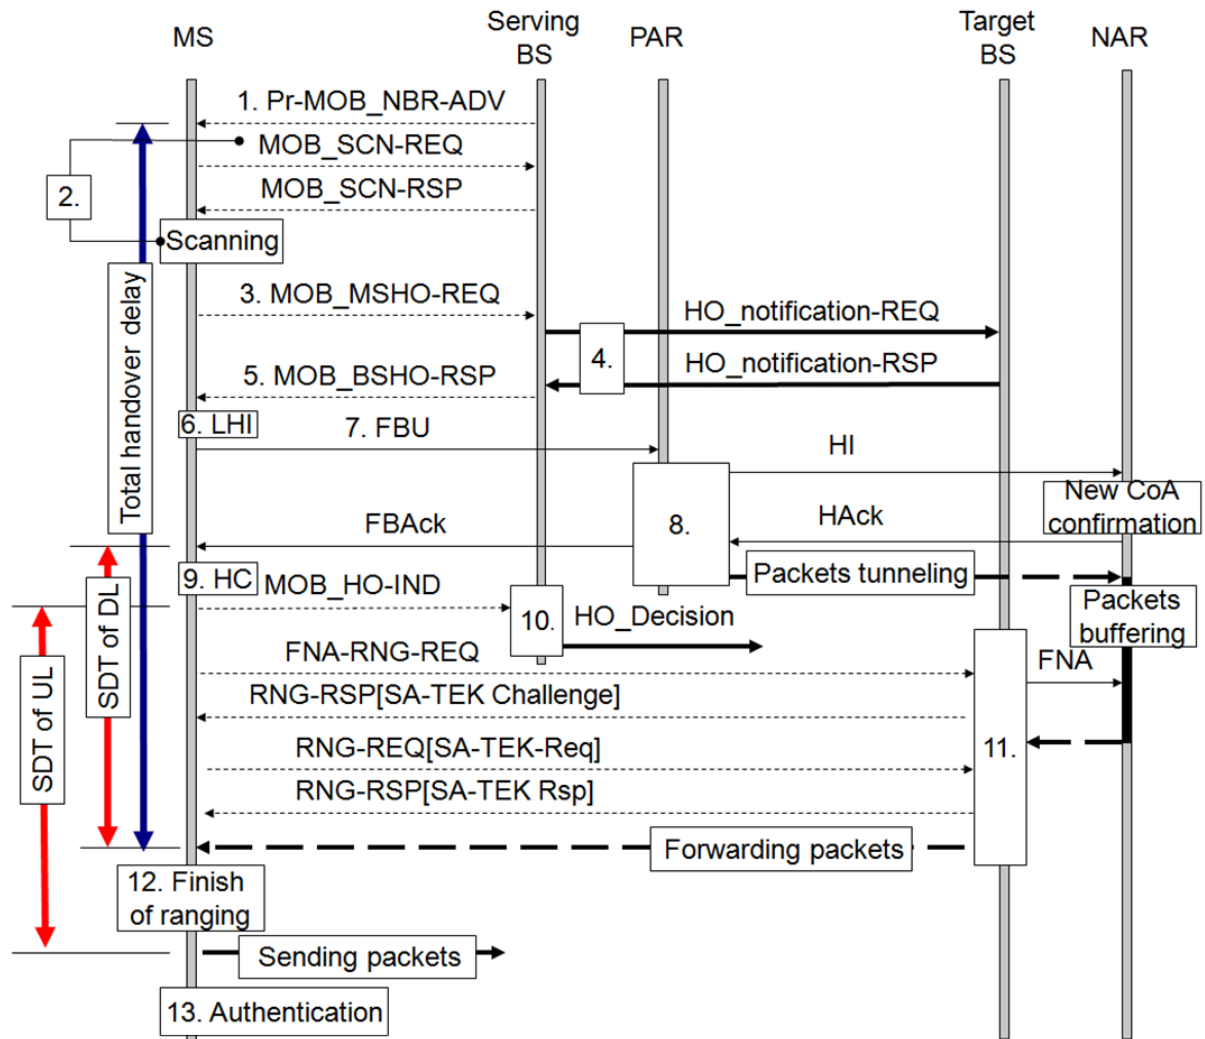 MS
Serving
BS
PAR
Target
BS
NAR
1. Pr-MOB_NBR-ADV
MOB_SCN-REQ
2.
MOB_SCN-RSP
Scanning
Total handover delay
3. MOB_MSHO-REQ
HO_notification-REQ
4.
5. MOB_BSHO-RSP
HO_notification-RSP
6. LHI
7. FBU
HI
New CoA
confirmation
8.
FBAck
HAck
Packets tunneling
9. HC
MOB_HO-IND
10.
HO_Decision
Packets
buffering
SDT of DL
SDT of UL
FNA-RNG-REQ
FNA
RNG-RSP[SA-TEK Challenge]
11.
RNG-REQ[SA-TEK-Req]
RNG-RSP[SA-TEK Rsp]
Forwarding packets
12. Finish
of ranging
Sending packets
13. Authentication